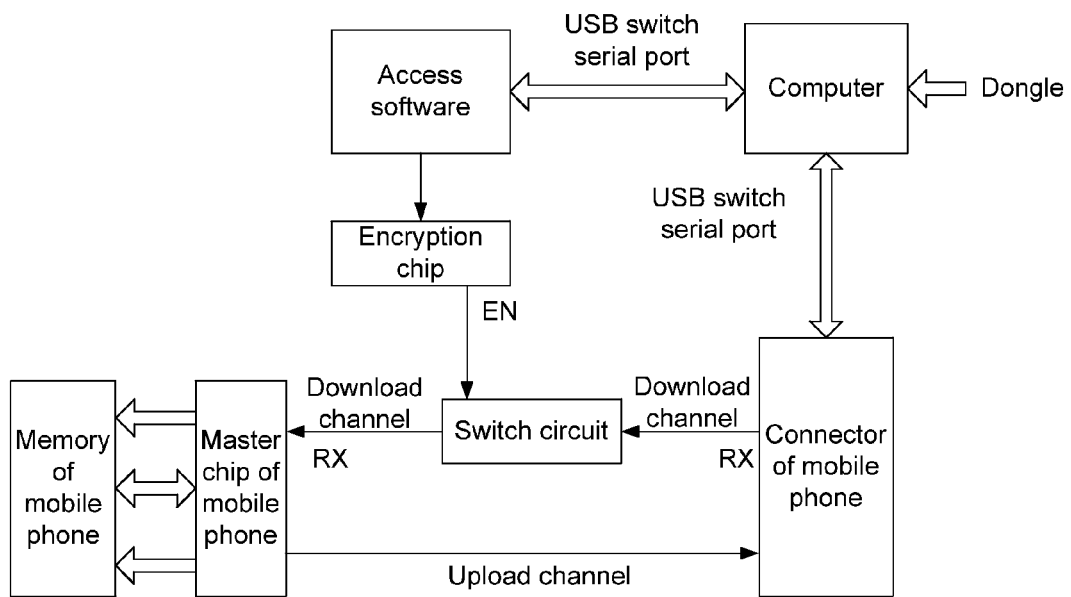 USB switch
serial port
Access
software
Computer
Dongle
USB switch
serial port
Encryption
chip
EN
Download
channel
RX
Switch circuit
Download
channel
RX
Memory
of
mobile
phone
Master
chip of
mobile
phone
Connector
of mobile
phone
Upload channel